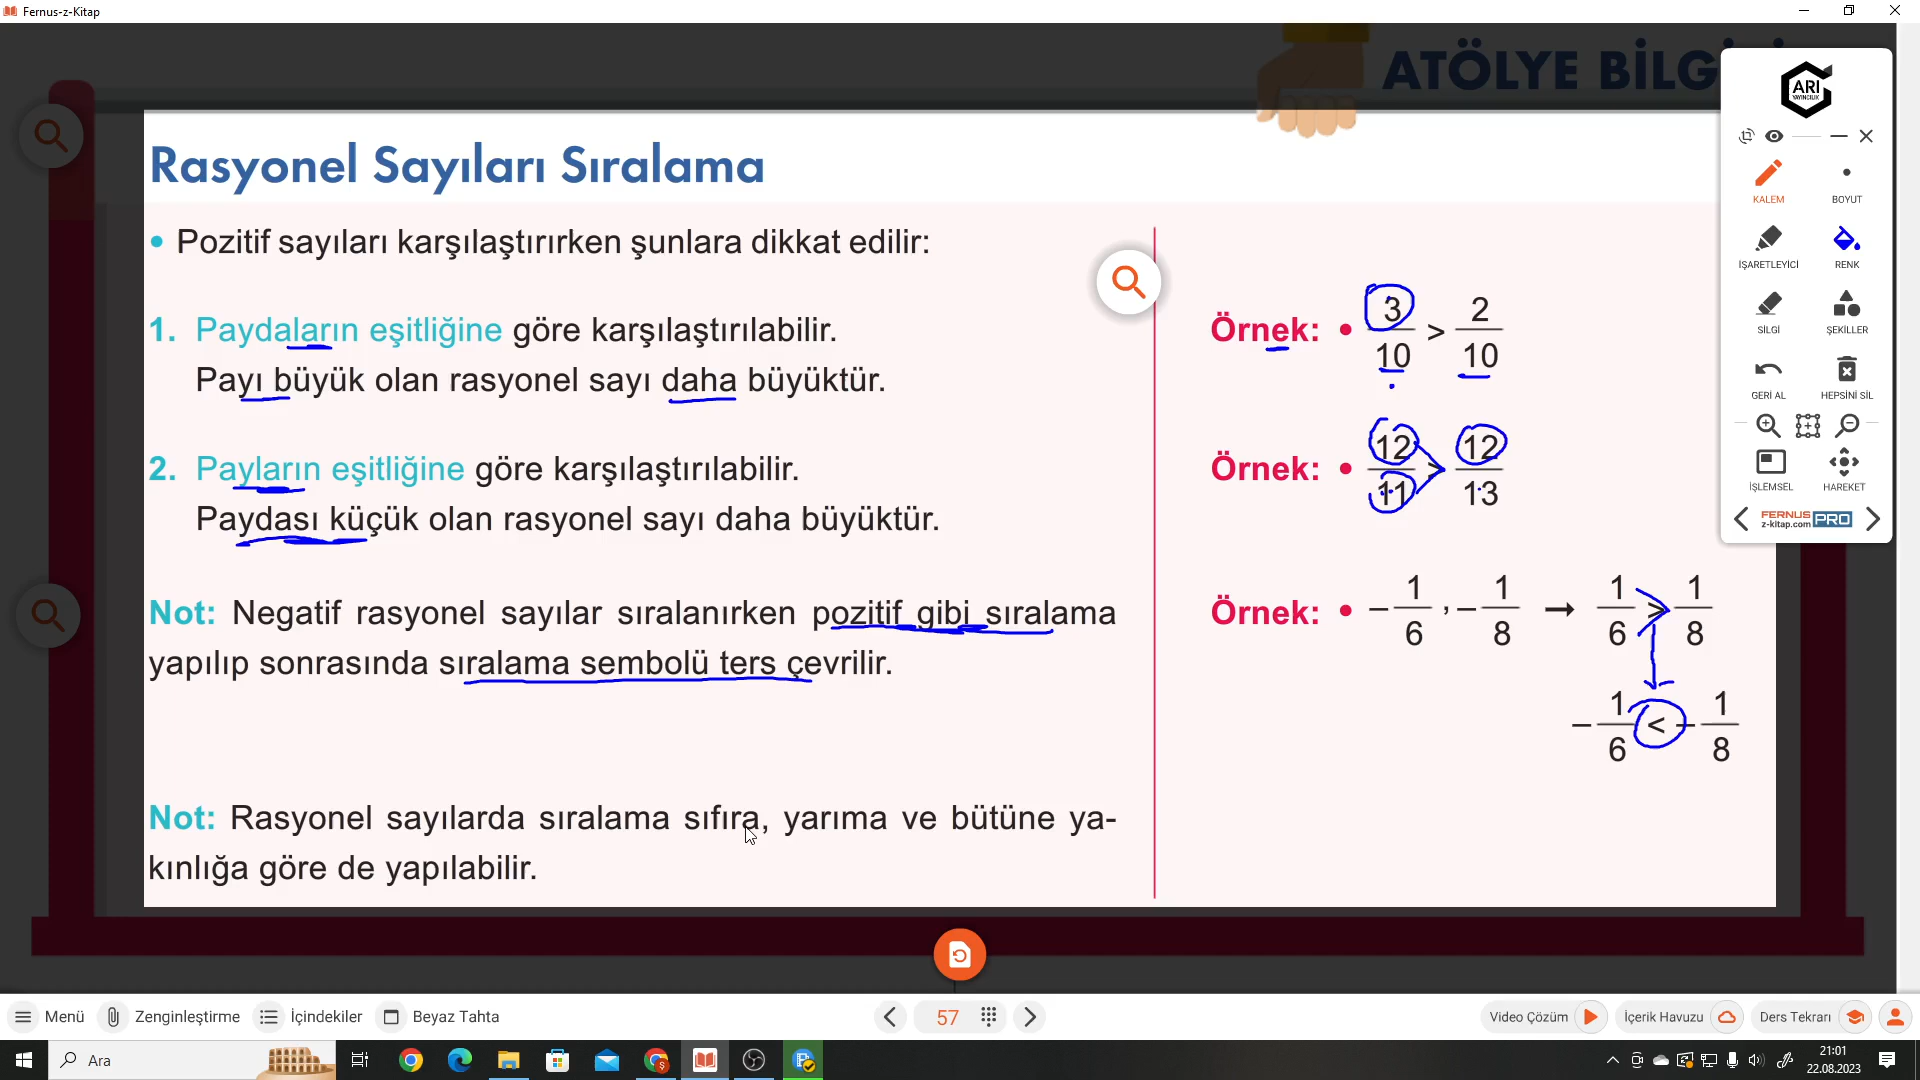 Fernus-z-Kitap
ATÖLYE BİLG
Rasyonel Sayıları Sıralama
• Pozitif sayıları karşılaştırırken şunlara dikkat edilir:
1. Paydaların eşitliğine göre karşılaştırılabilir.
Payı büyük olan rasyonel sayı daha büyüktür.
Örnek: • 3/10 > 2/10
2. Payların eşitliğine göre karşılaştırılabilir.
Paydası küçük olan rasyonel sayı daha büyüktür.
Örnek: • 12/11 > 12/13
Not: Negatif rasyonel sayılar sıralanırken pozitif gibi sıralama
yapılıp sonrasında sıralama sembolü ters çevrilir.
Örnek: • -1/6 , -1/8 → 1/6 > 1/8
-1/6 < -1/8
Not: Rasyonel sayılarda sıralama sıfıra, yarıma ve bütüne ya-
kınlığa göre de yapılabilir.
ARI
YAYINCILIK
KALEM BOYUT
İŞARETLEYİCİ RENK
SİLGİ ŞEKİLLER
GERİ AL HEPSİNİ SİL
İŞLEMSEL HAREKET
FERNUS
z-kitap.com PRO
Menü Zenginleştirme İçindekiler Beyaz Tahta 57 Video Çözüm İçerik Havuzu Ders Tekrarı
Ara
21:01
22.08.2023